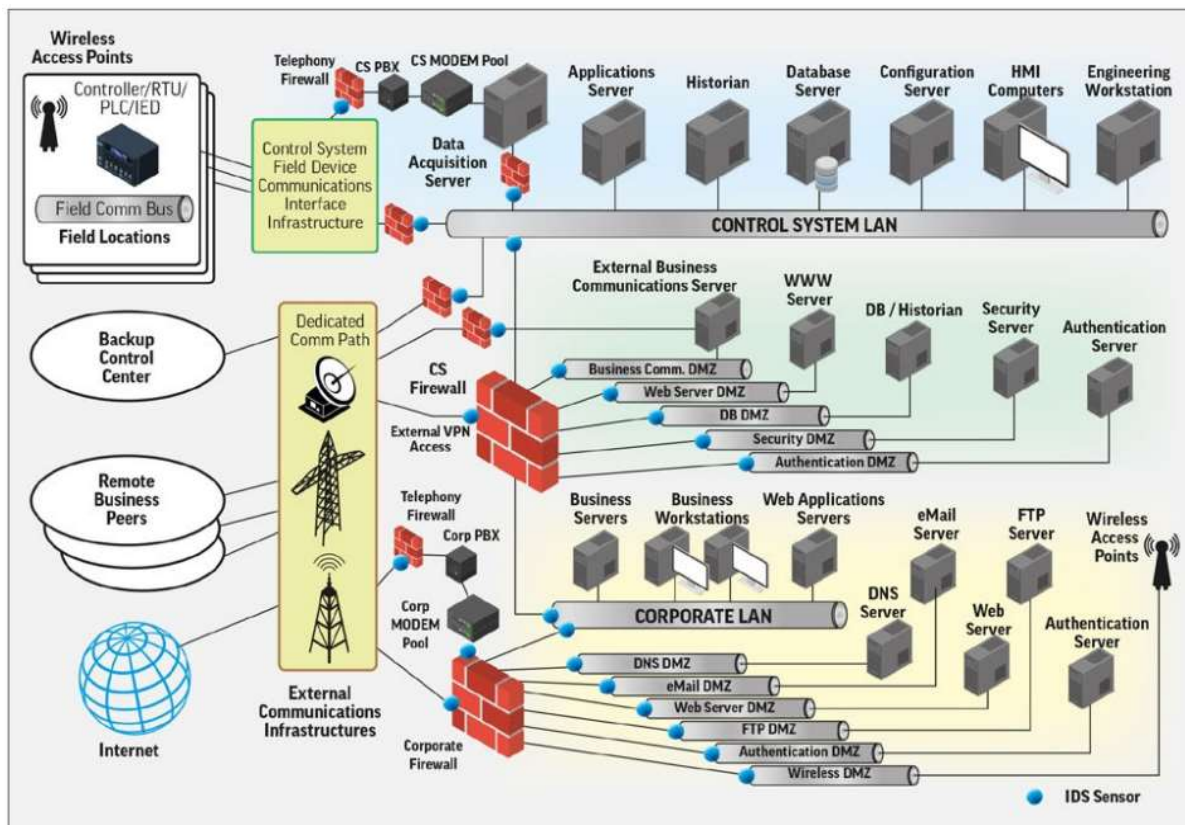 Wireless
Access Points
Controller/RTU/
PLC/IED
Field Comm Bus
Field Locations
Telephony
Firewall
CS PBX
CS MODEM Pool
Control System
Field Device
Communications
Interface
Infrastructure
Data
Acquisition
Server
Applications
Server
Historian
Database
Server
Configuration
Server
HMI
Computers
Engineering
Workstation
CONTROL SYSTEM LAN
Backup
Control
Center
Dedicated
Comm Path
CS
Firewall
External VPN
Access
External Business
Communications Server
WWW
Server
DB / Historian
Security
Server
Authentication
Server
Business Comm. DMZ
Web Server DMZ
DB DMZ
Security DMZ
Authentication DMZ
Remote
Business
Peers
Internet
External
Communications
Infrastructures
Telephony
Firewall
Corp PBX
Corp
MODEM
Pool
Corporate
Firewall
Business
Servers
Business
Workstations
Web Applications
Servers
eMail
Server
FTP
Server
Wireless
Access
Points
CORPORATE LAN
DNS
Server
Web
Server
Authentication
Server
DNS DMZ
eMail DMZ
Web Server DMZ
FTP DMZ
Authentication DMZ
Wireless DMZ
IDS Sensor